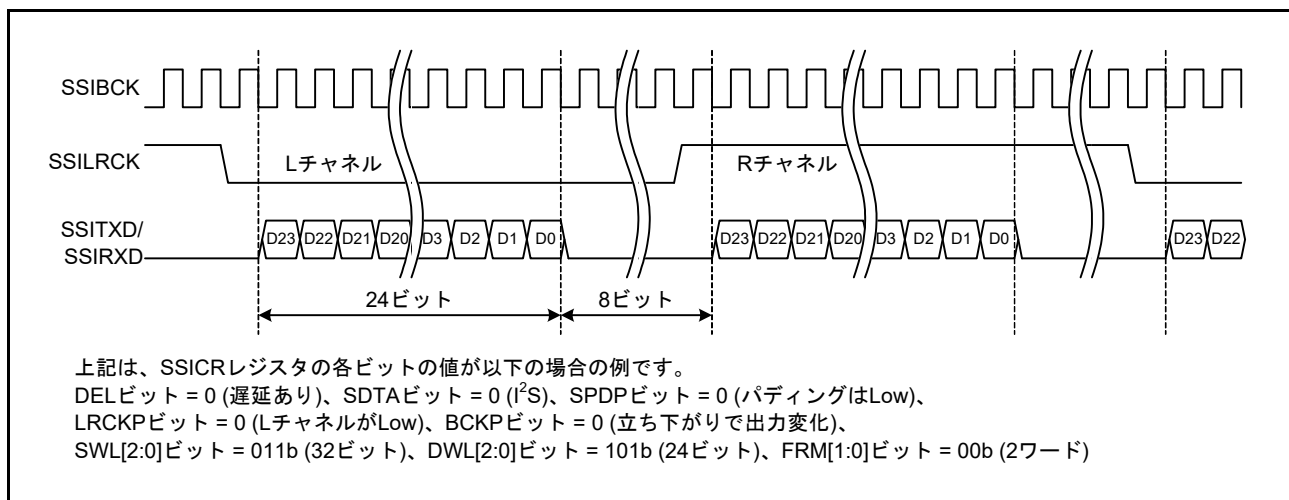 SSIBCK
SSILRCK
Lチャネル
Rチャネル
SSITXD/
SSIRXD
D23 D22 D21 D20 D3 D2 D1 D0
D23 D22 D21 D20 D3 D2 D1 D0
D23 D22
24ビット
8ビット
上記は、SSICRレジスタの各ビットの値が以下の場合の例です。
DELビット = 0 (遅延あり)、SDTAビット = 0 (I²S)、SPDPビット = 0 (パディングはLow)、
LRCKPビット = 0 (LチャネルがLow)、BCKPビット = 0 (立ち下がりで出力変化)、
SWL[2:0]ビット = 011b (32ビット)、DWL[2:0]ビット = 101b (24ビット)、FRM[1:0]ビット = 00b (2ワード)